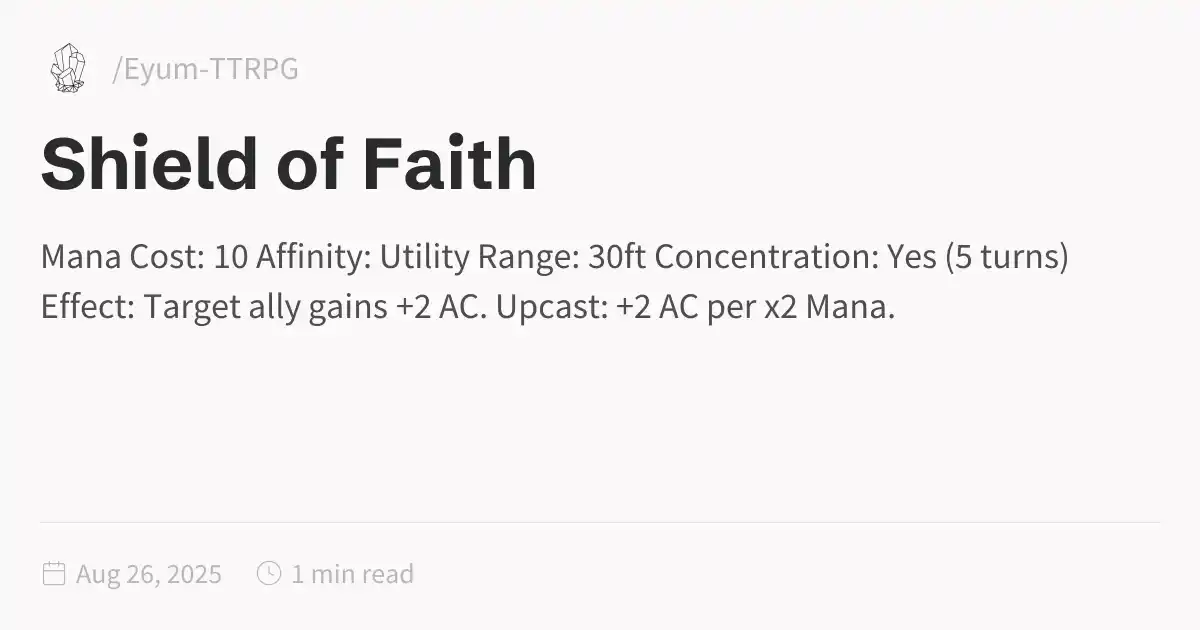 /Eyum-TTRPG
Shield of Faith
Mana Cost: 10 Affinity: Utility Range: 30ft Concentration: Yes (5 turns)
Effect: Target ally gains +2 AC. Upcast: +2 AC per x2 Mana.
Aug 26, 2025 1 min read